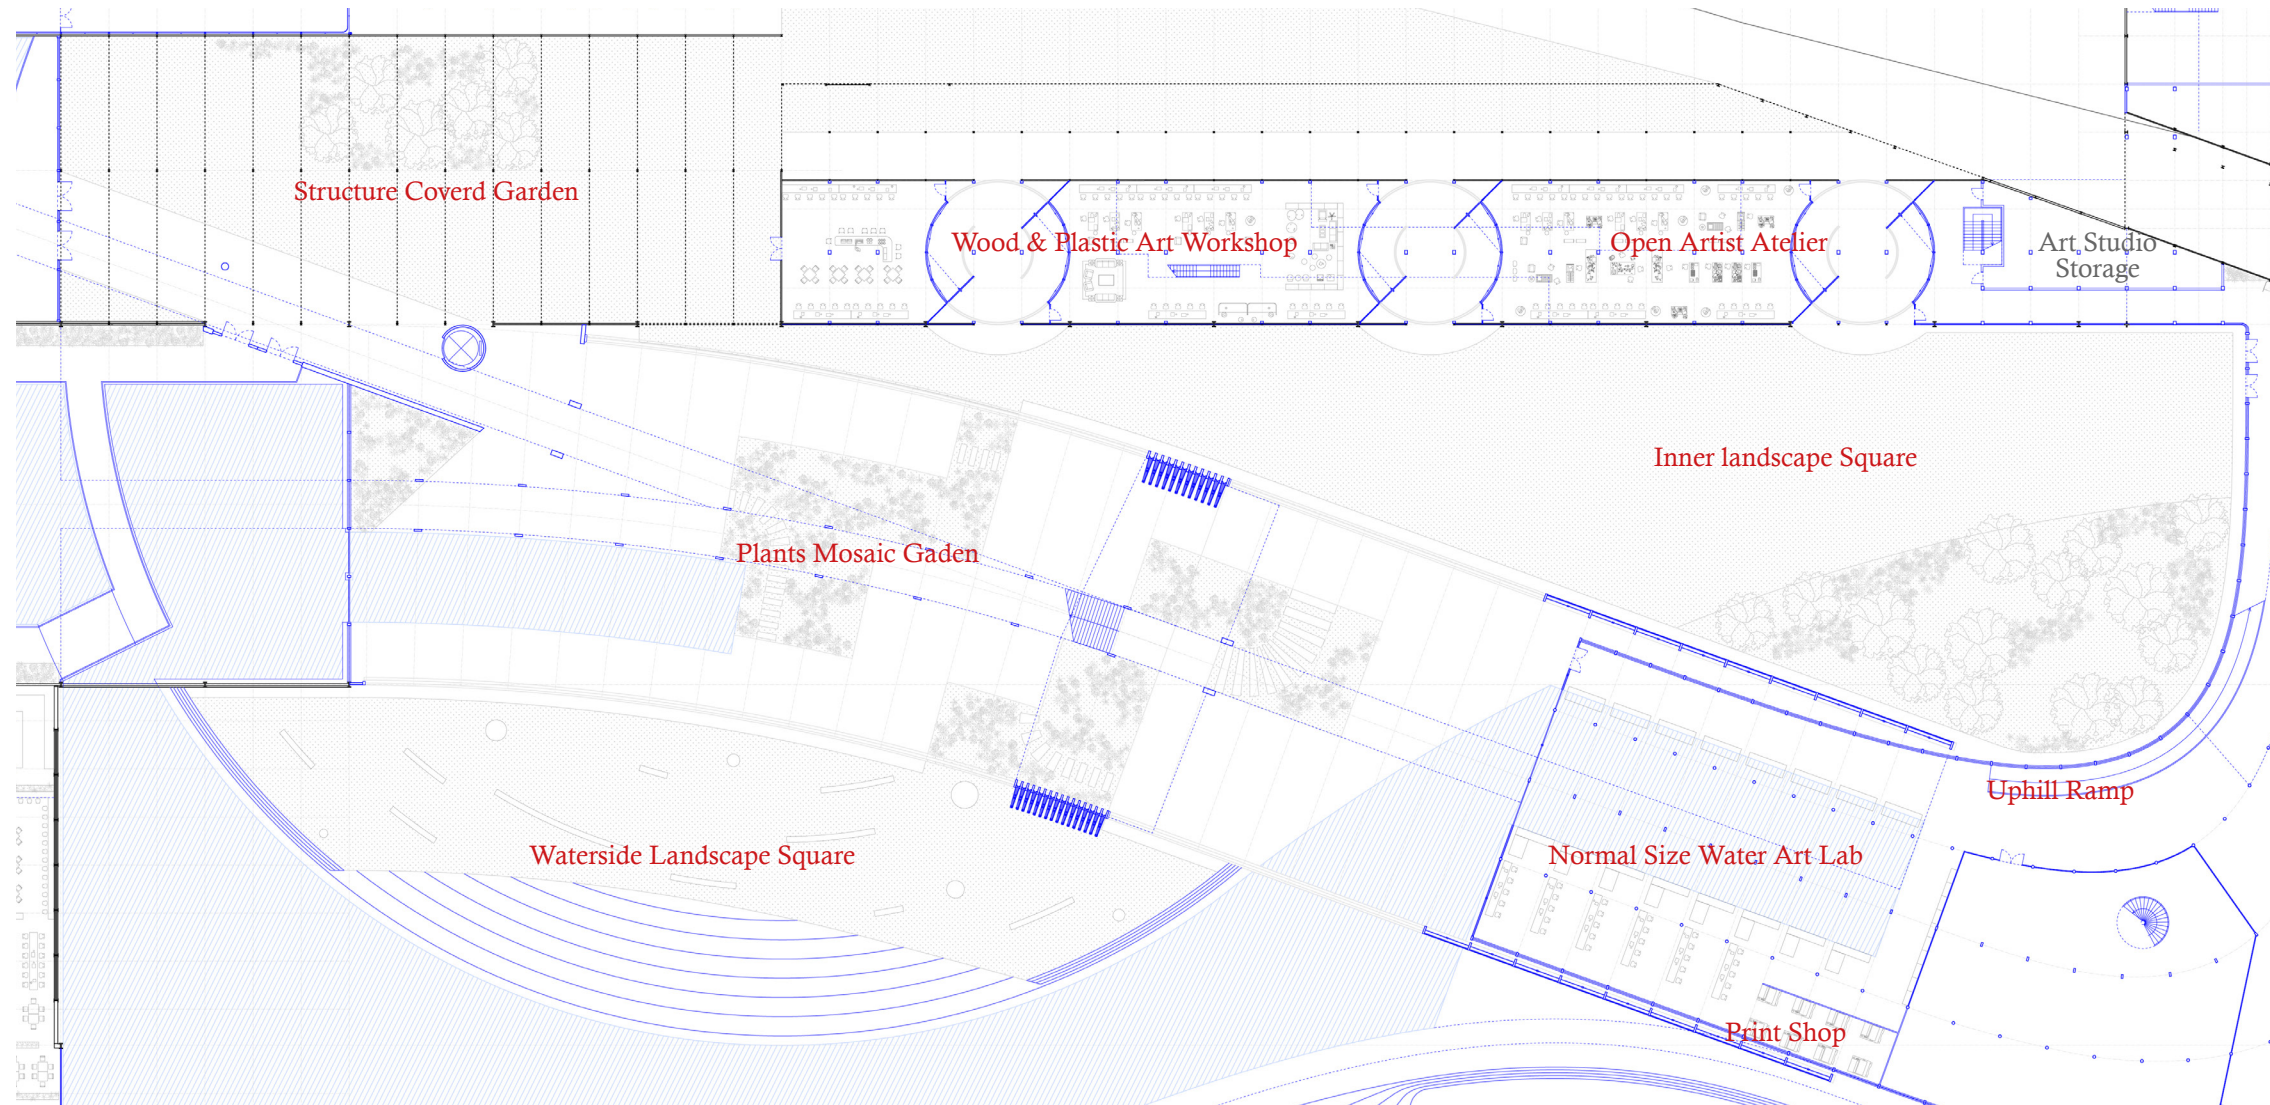 Structure Coverd Garden
Wood & Plastic Art Workshop
Open Artist Atelier
Art Studio
Storage
Inner landscape Square
Plants Mosaic Gaden
Uphill Ramp
Waterside Landscape Square
Normal Size Water Art Lab
Print Shop